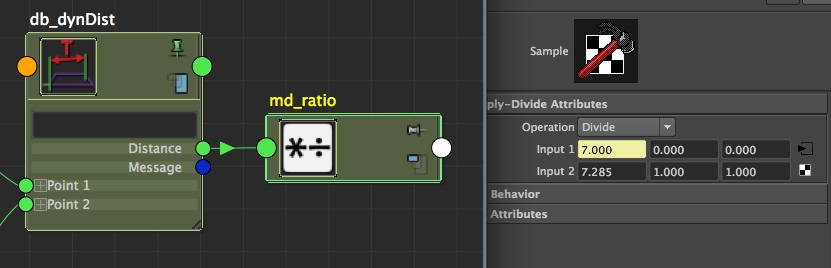 db_dynDist
T
Distance
Message
Point 1
Point 2
md_ratio
*÷
Sample
ply-Divide Attributes
Operation Divide
Input 1 7.000 0.000 0.000
Input 2 7.285 1.000 1.000
Behavior
Attributes